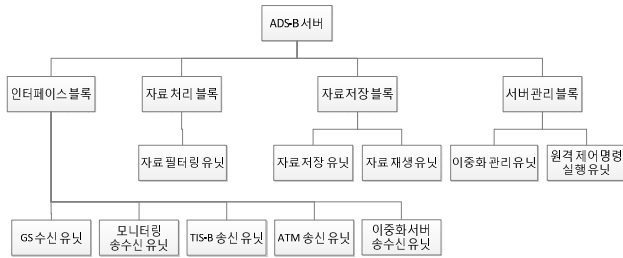 ADS-B 서버
인터페이스 블록
자료 처리 블록
자료 저장 블록
서버 관리 블록
자료 필터링 유닛
자료 저장 유닛
자료 재생 유닛
이중화 관리 유닛
원격 제어 명령
실행 유닛
GS 수신 유닛
모니터링
송수신 유닛
TIS-B 송신 유닛
ATM 송신 유닛
이중화서버
송수신 유닛